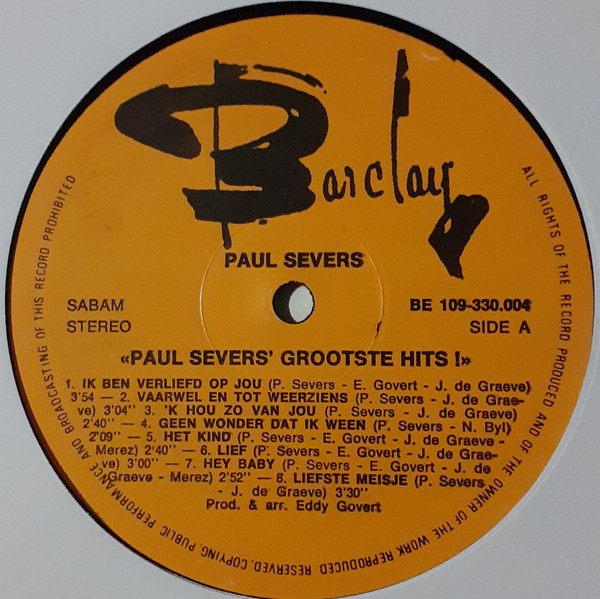 Barclay
PAUL SEVERS
SABAM
STEREO
BE 109-330.004
SIDE A
«PAUL SEVERS' GROOTSTE HITS !»
1. IK BEN VERLIEFD OP JOU (P. Severs - E. Govert - J. de Graeve)
3'54 — 2. VAARWEL EN TOT WEERZIENS (P. Severs - J. de Grae-
ve) 3'04'' 3. 'K HOU ZO VAN JOU (P. Severs - J. de Graeve)
2'40'' — 4. GEEN WONDER DAT IK WEEN (P. Severs - N. Byl)
2'09'' — 5. HET KIND (P. Severs - E. Govert - J. de Graeve -
Merez) 2'40'' — 6. LIEF (P. Severs - E. Govert - J. de Grae-
ve) 3'00'' — 7. HEY BABY (P. Severs - E. Govert - J. de
Graeve - Merez) 2'52'' — 8. LIEFSTE MEISJE (P. Severs
- J. de Graeve) 3'30''
Prod. & arr. Eddy Govert
ALL RIGHTS OF THE RECORD PRODUCED AND OF THE OWNER OF THE WORK REPRODUCED RESERVED. COPYING, PUBLIC PERFORMANCE AND BROADCASTING OF THIS RECORD PROHIBITED